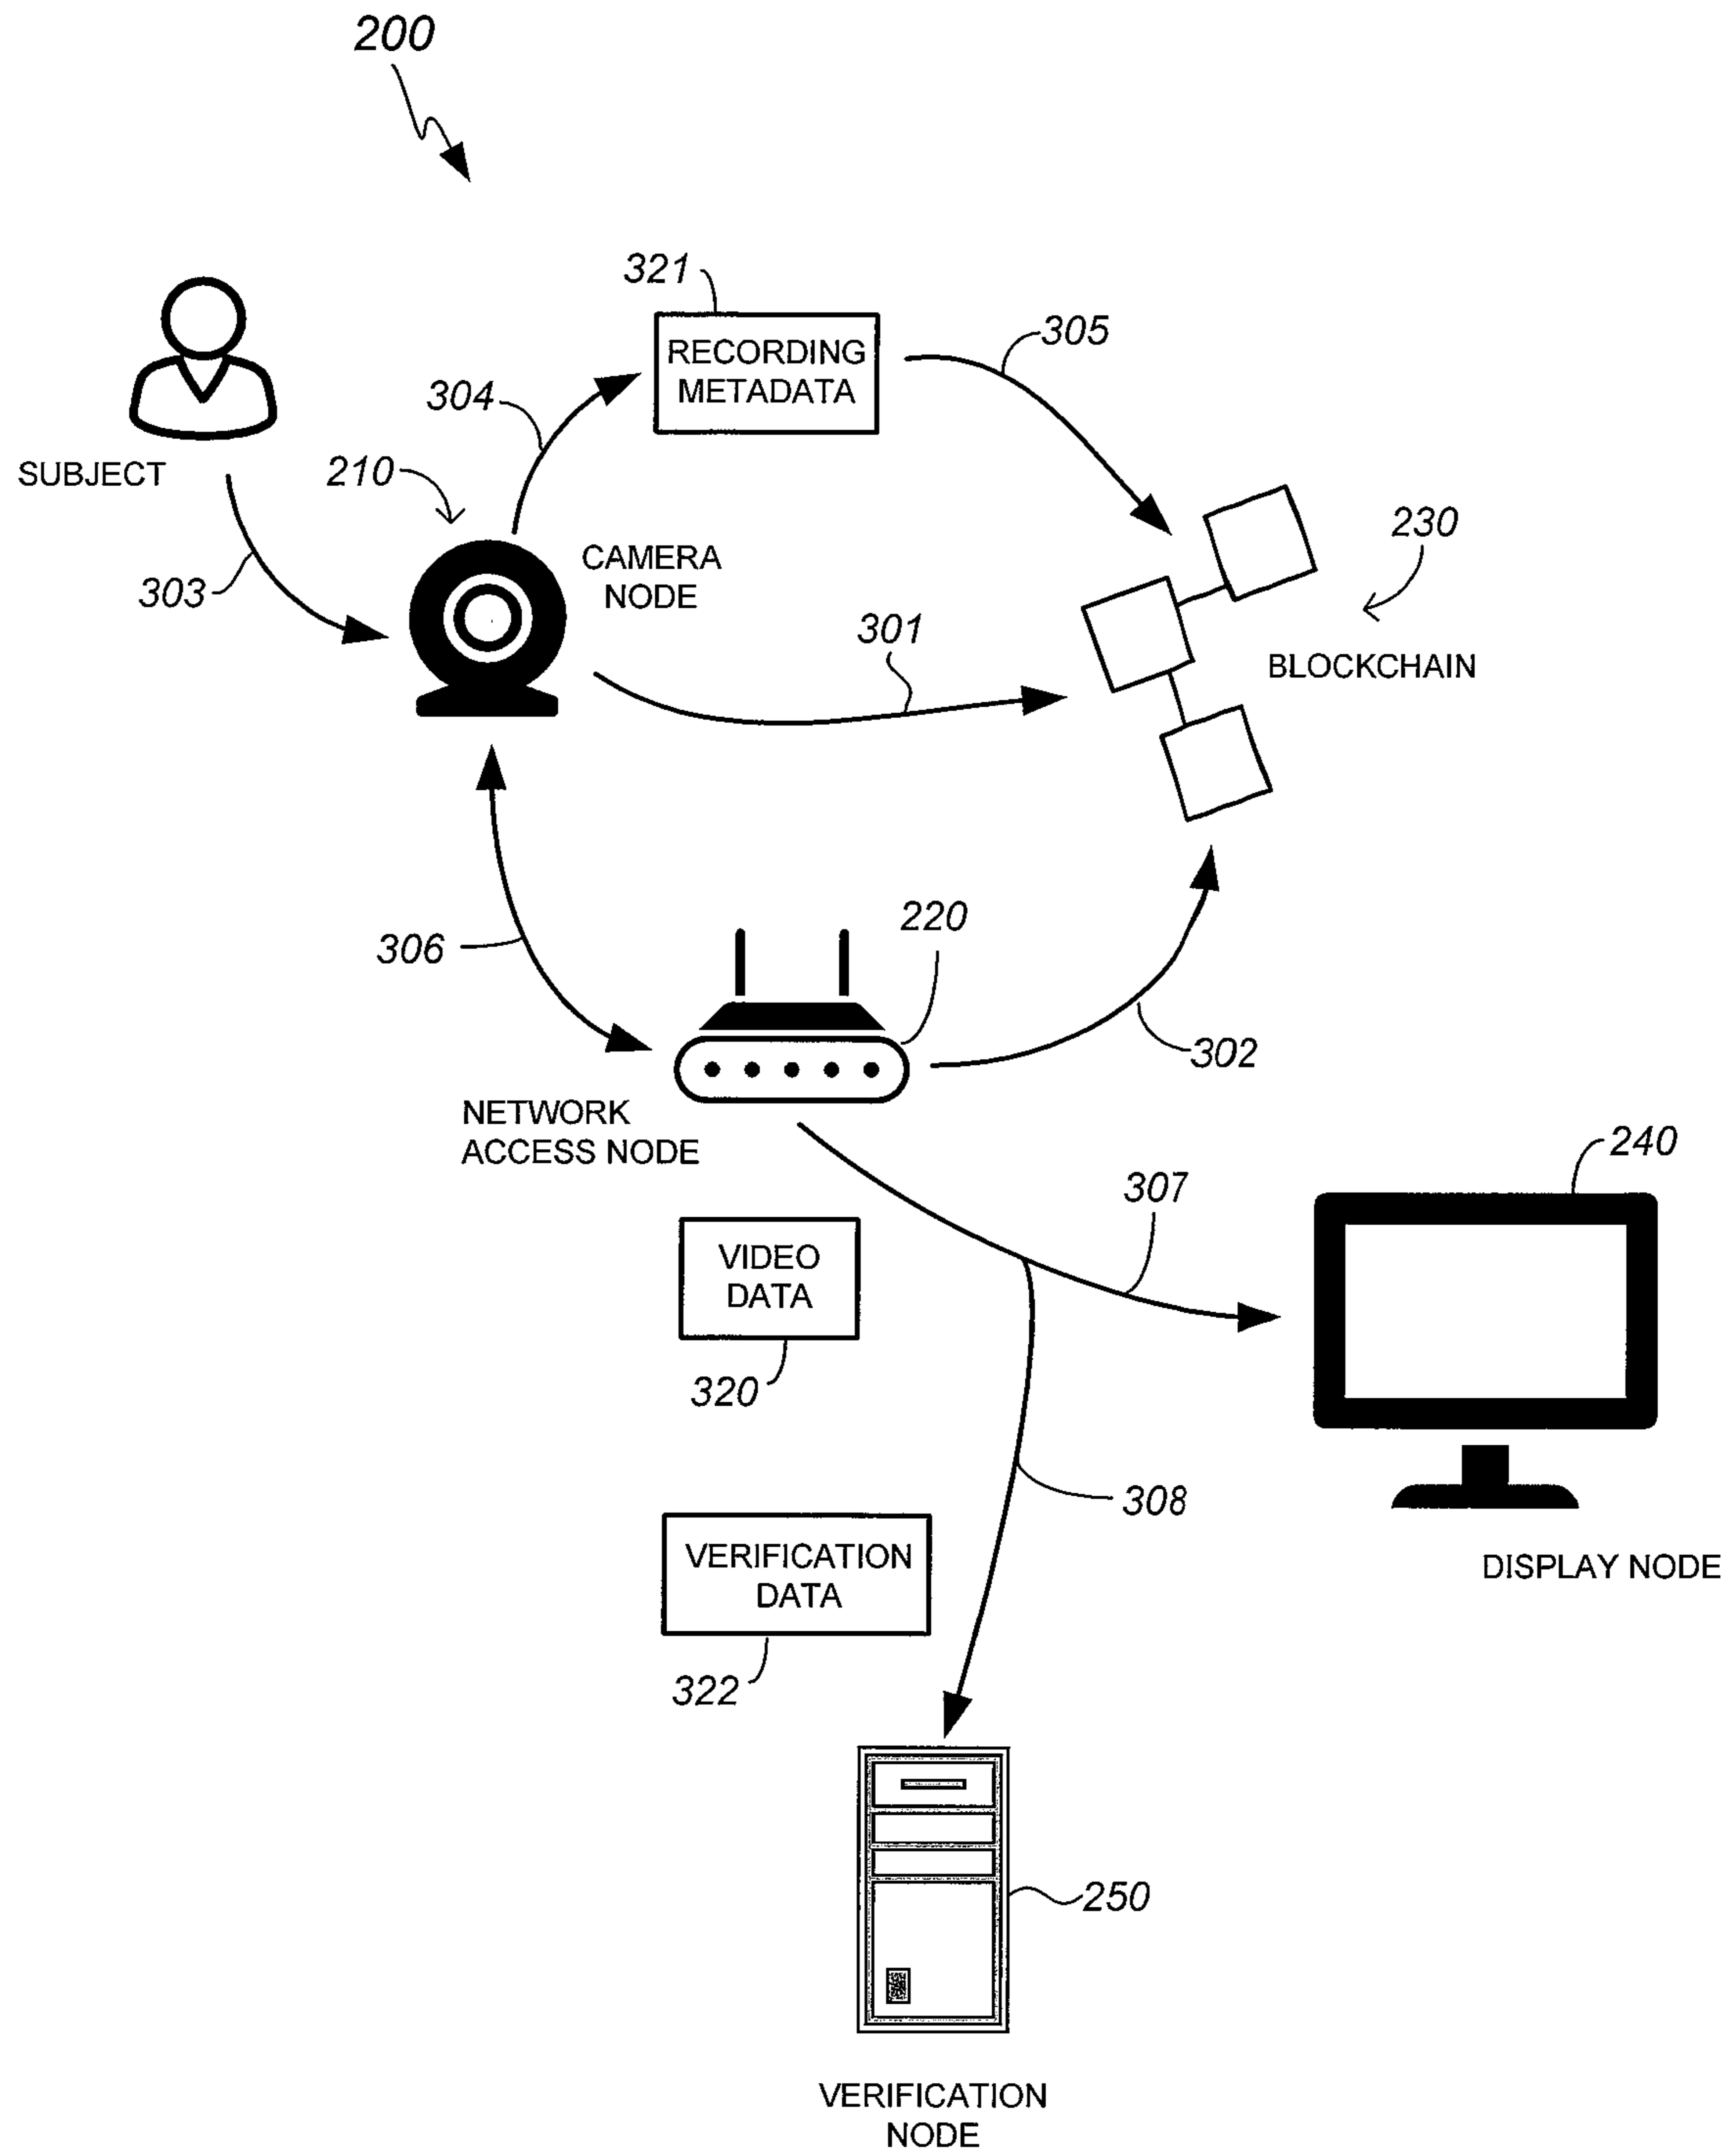 200
321
RECORDING
METADATA
305
304
SUBJECT
210
230
CAMERA
NODE
303
301
BLOCKCHAIN
220
306
302
NETWORK
ACCESS NODE
240
307
VIDEO
DATA
320
308
VERIFICATION
DATA
DISPLAY NODE
322
250
VERIFICATION
NODE